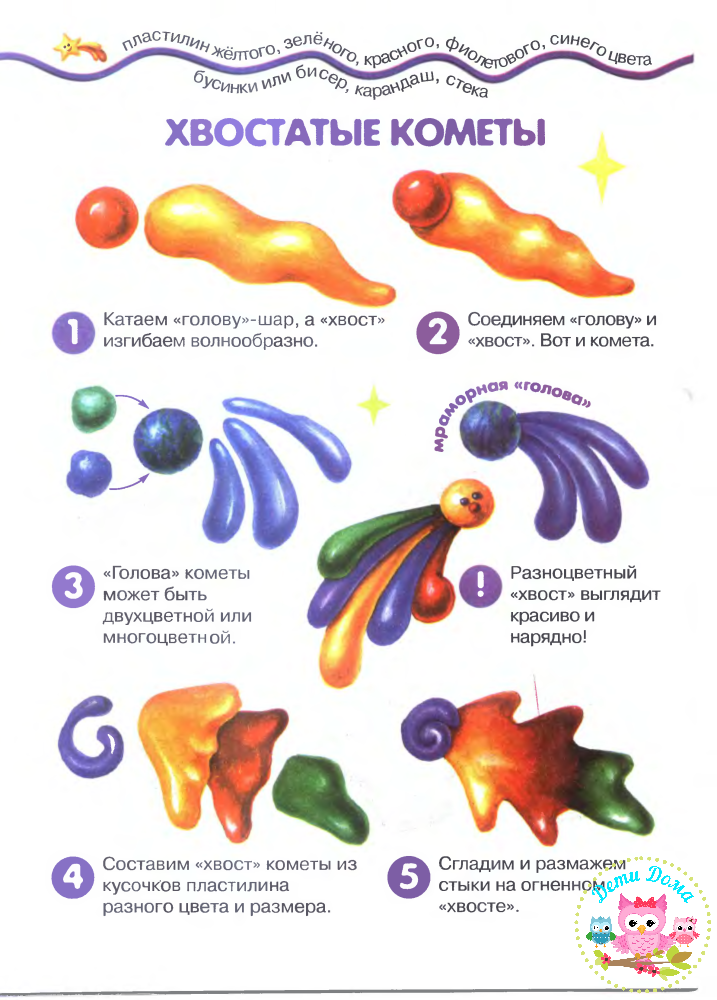 пластилин жёлтого, зелёного, красного, фиолетового, синего цвета
бусинки или бисер, карандаш, стека
ХВОСТАТЫЕ КОМЕТЫ
1 Катаем «голову»-шар, а «хвост»
изгибаем волнообразно.
2 Соединяем «голову» и
«хвост». Вот и комета.
мраморная «голова»
3 «Голова» кометы
может быть
двухцветной или
многоцветной.
! Разноцветный
«хвост» выглядит
красиво и
нарядно!
4 Составим «хвост» кометы из
кусочков пластилина
разного цвета и размера.
5 Сгладим и размажем
стыки на огненном
«хвосте».
Дети Дома